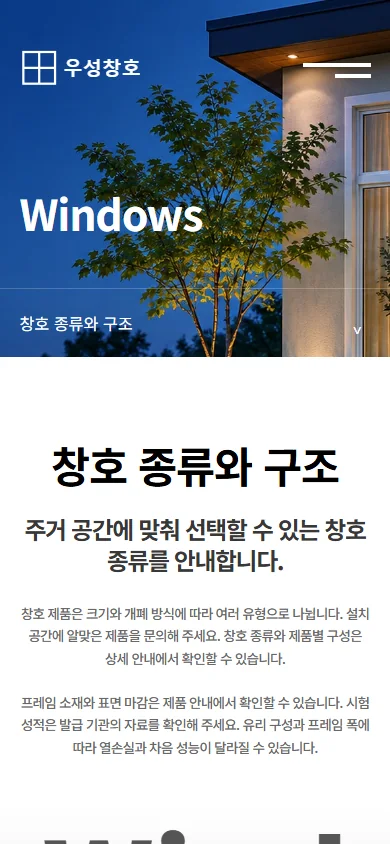 우성창호
Windows
창호 종류와 구조
창호 종류와 구조
주거 공간에 맞춰 선택할 수 있는 창호
종류를 안내합니다.
창호 제품은 크기와 개폐 방식에 따라 여러 유형으로 나뉩니다. 설치
공간에 알맞은 제품을 문의해 주세요. 창호 종류와 제품별 구성은
상세 안내에서 확인할 수 있습니다.
프레임 소재와 표면 마감은 제품 안내에서 확인할 수 있습니다. 시험
성적은 발급 기관의 자료를 확인해 주세요. 유리 구성과 프레임 폭에
따라 열손실과 차음 성능이 달라질 수 있습니다.